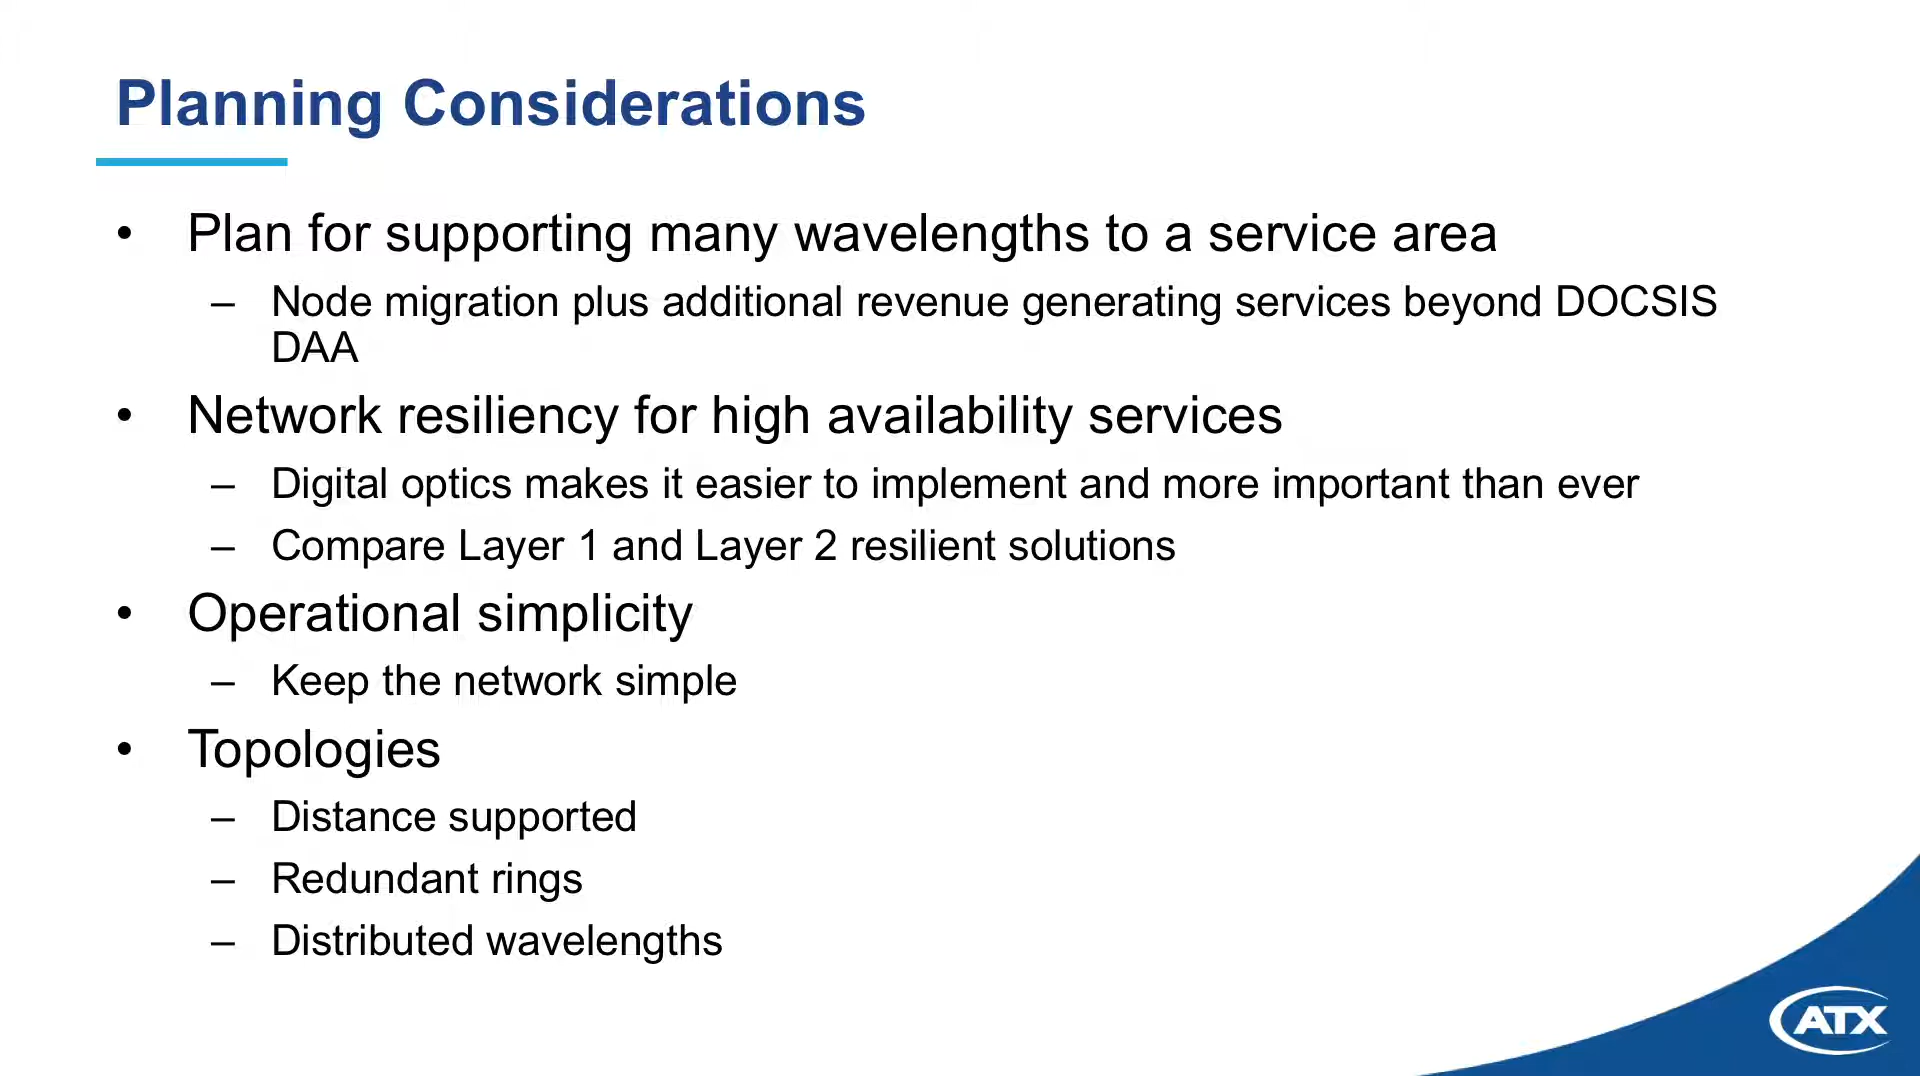 Planning Considerations
• Plan for supporting many wavelengths to a service area
– Node migration plus additional revenue generating services beyond DOCSIS
DAA
• Network resiliency for high availability services
– Digital optics makes it easier to implement and more important than ever
– Compare Layer 1 and Layer 2 resilient solutions
• Operational simplicity
– Keep the network simple
• Topologies
– Distance supported
– Redundant rings
– Distributed wavelengths
ATX